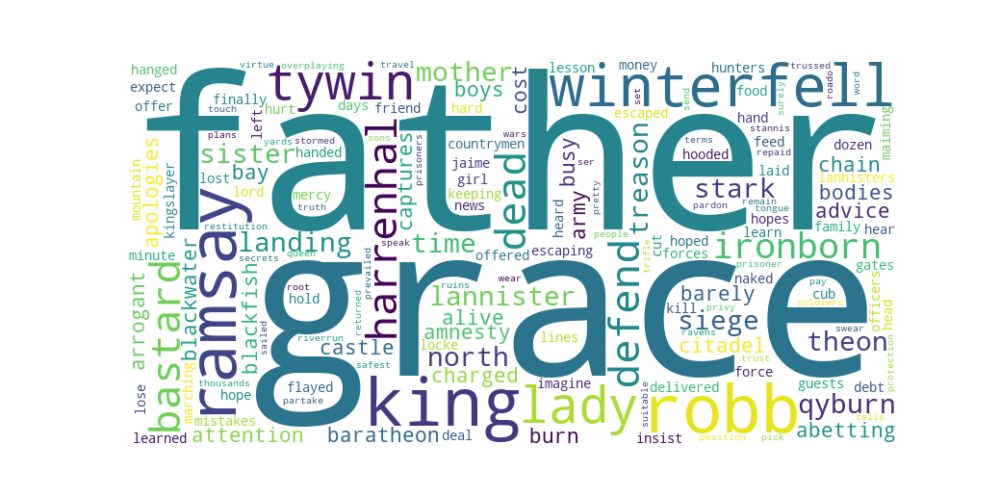 father
grace
winterfell
tywin
robb
king
lady
ramsay
bastard
harrenhal
dead
defend
treason
ironborn
theon
siege
stark
qyburn
mother
sister
bay
landing
time
lannister
alive
amnesty
north
charged
castle
baratheon
attention
burn
hanged
expect
offer
finally
virtue
overplaying
travel
touch
hurt
days
friend
boys
hard
cost
left
plans
yards
stormed
sons
handed
captures
prisoners
countrymen
wars
jaime
girl
ser
keeping
news
army
busy
pretty
lesson
money
hunters
trussed
roado
word
escaped
set
send
food
surely
hand
stannis
maiming
dozen
terms
feed
repaid
hooded
chain
laid
lannisters
mercy
truth
lost
lord
mountain
apologies
kingslayer
restitution
queen
speak
prevailed
heard
escaping
offered
people
hopes
pardon
remain
tongue
learn
bodies
advice
family
hear
gates
minute
blackwater
secrets
blackfish
arrogant
sailed
root
hold
returned
wear
ruins
hoped
forces
cut
trifle
prisoner
naked
pay
cub
soldiers
officers
head
barely
kill.
privy
citadel
ravens
swear
trust
lines
locke
safest
riverrun
force
protection
lose
marching
thousands
hope
flayed
partake
mistakes
learned
deal
imagine
insist
suitable
delivered
position
pick
guests
debt
tells
abetting